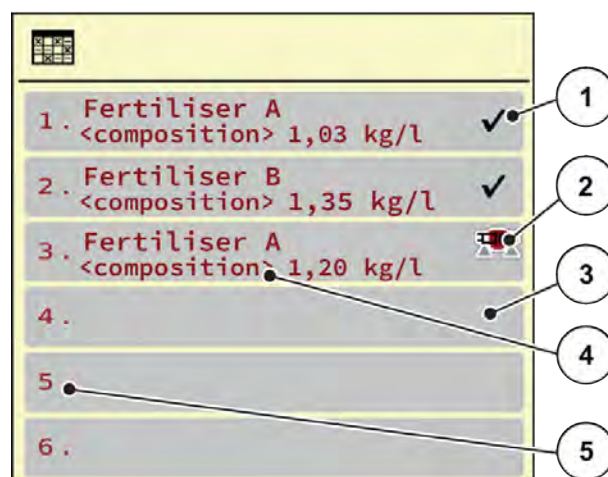 1. Fertiliser A
<composition> 1,03 kg/l
2. Fertiliser B
<composition> 1,35 kg/l
3. Fertiliser A
<composition> 1,20 kg/l
4.
5
6.
1
2
3
4
5